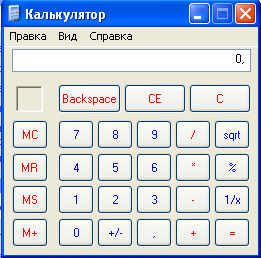 Калькулятор
Правка Вид Справка
0,
Backspace CE C
MC 7 8 9 / sqrt
MR 4 5 6 * %
MS 1 2 3 - 1/x
M+ 0 +/- , + =